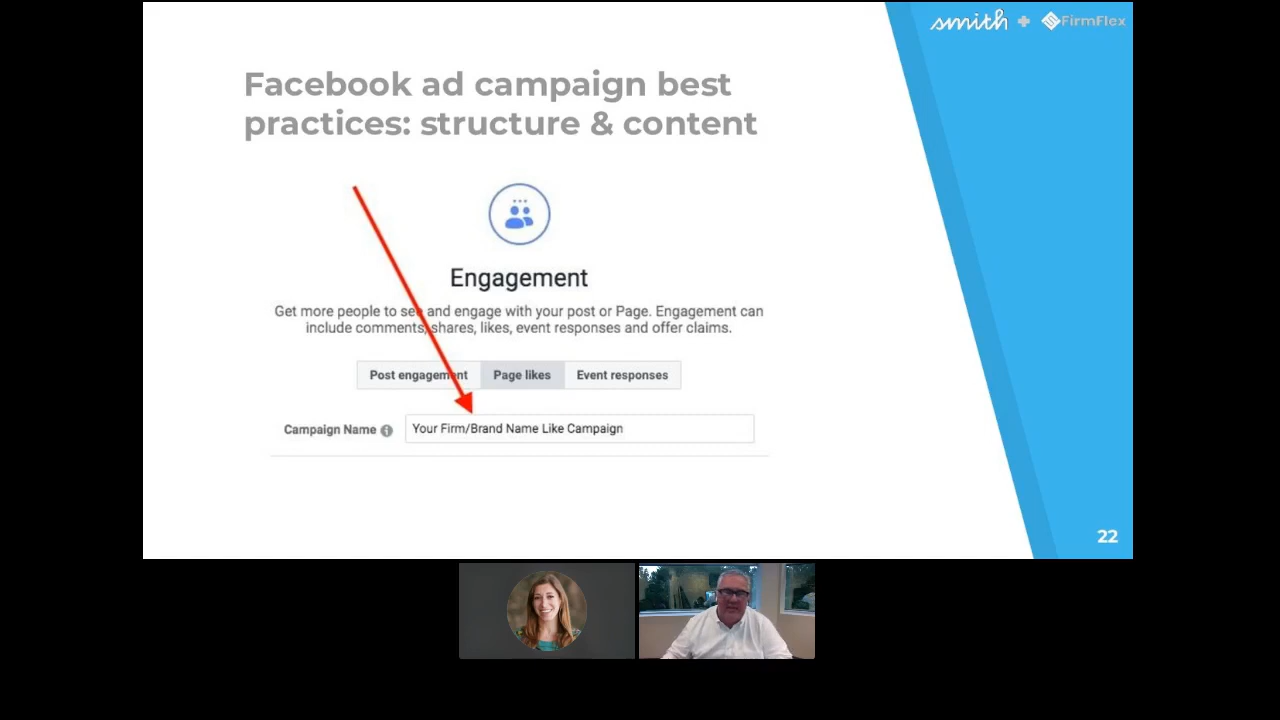 smith + FirmFlex
Facebook ad campaign best
practices: structure & content
Engagement
Get more people to see and engage with your post or Page. Engagement can
include comments, shares, likes, event responses and offer claims.
Post engagement Page likes Event responses
Campaign Name Your Firm/Brand Name Like Campaign
22